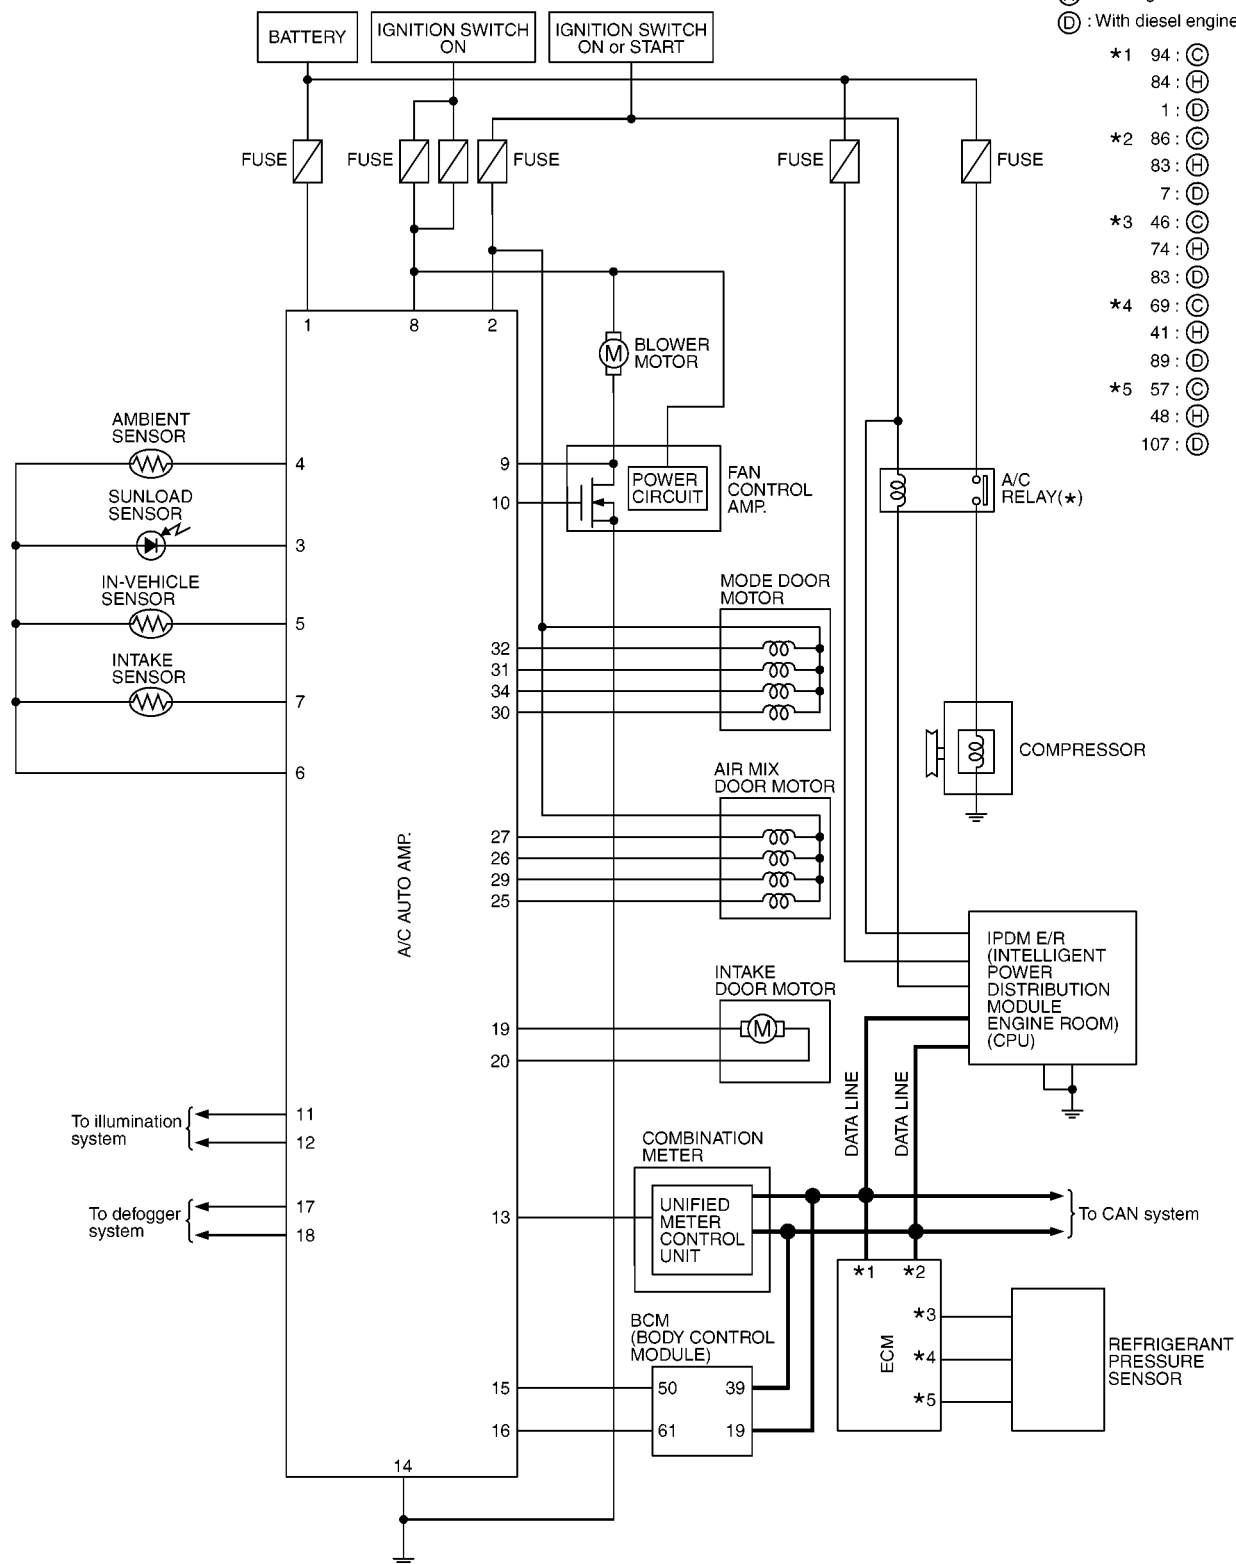 Ⓓ : With diesel engine
BATTERY
IGNITION SWITCH
ON
IGNITION SWITCH
ON or START
*1 94 : Ⓒ
84 : Ⓗ
1 : Ⓓ
*2 86 : Ⓒ
83 : Ⓗ
7 : Ⓓ
*3 46 : Ⓒ
74 : Ⓗ
83 : Ⓓ
*4 69 : Ⓒ
41 : Ⓗ
89 : Ⓓ
*5 57 : Ⓒ
48 : Ⓗ
107 : Ⓓ
FUSE
FUSE
FUSE
FUSE
FUSE
1
8
2
M
BLOWER
MOTOR
AMBIENT
SENSOR
4
SUNLOAD
SENSOR
3
IN-VEHICLE
SENSOR
5
INTAKE
SENSOR
7
6
9
10
POWER
CIRCUIT
FAN
CONTROL
AMP.
A/C
RELAY(*)
MODE DOOR
MOTOR
32
31
34
30
COMPRESSOR
AIR MIX
DOOR MOTOR
27
26
29
25
A/C AUTO AMP.
IPDM E/R
(INTELLIGENT
POWER
DISTRIBUTION
MODULE
ENGINE ROOM)
(CPU)
INTAKE
DOOR MOTOR
19
20
M
DATA LINE
DATA LINE
To illumination
system
11
12
To defogger
system
17
18
COMBINATION
METER
13
UNIFIED
METER
CONTROL
UNIT
To CAN system
*1
*2
*3
*4
*5
ECM
REFRIGERANT
PRESSURE
SENSOR
BCM
(BODY CONTROL
MODULE)
15
50
39
16
61
19
14